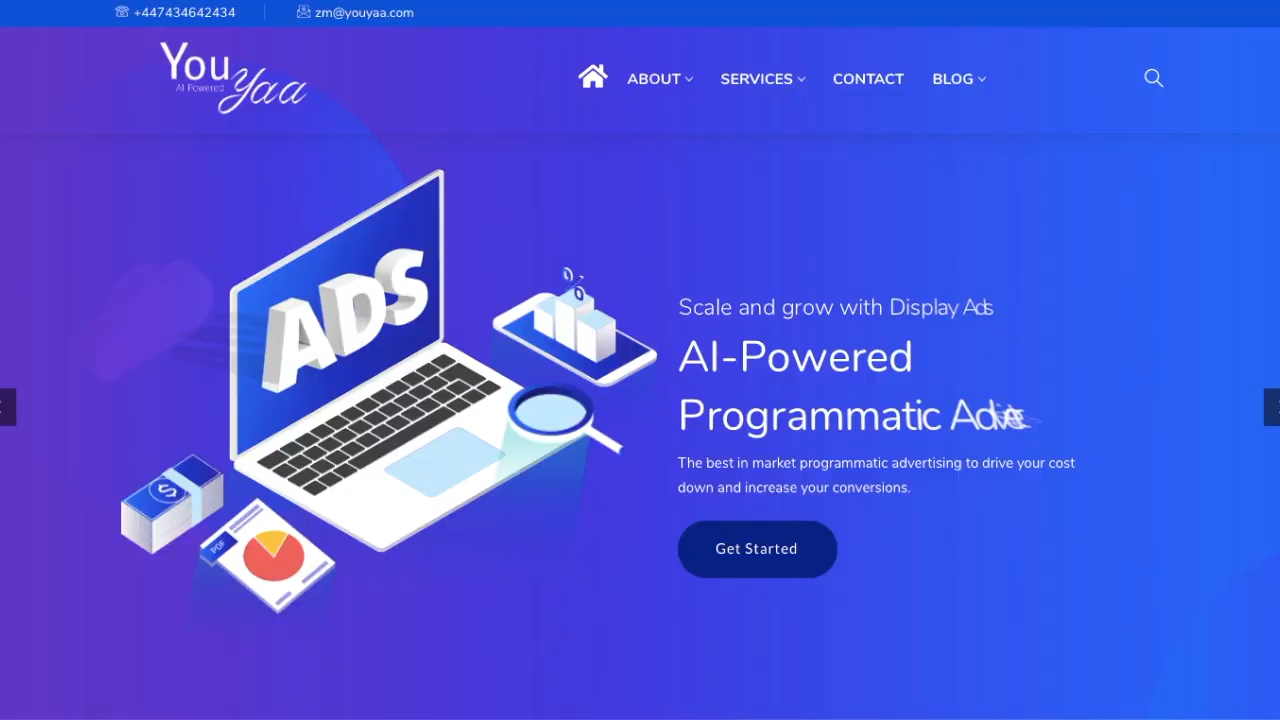 +447434642434
zm@youyaa.com
You
Yaa
AI Powered
ABOUT
SERVICES
CONTACT
BLOG
ADS
$
PDF
Scale and grow with Display Ads
AI-Powered
Programmatic
The best in market programmatic advertising to drive your cost
down and increase your conversions.
Get Started